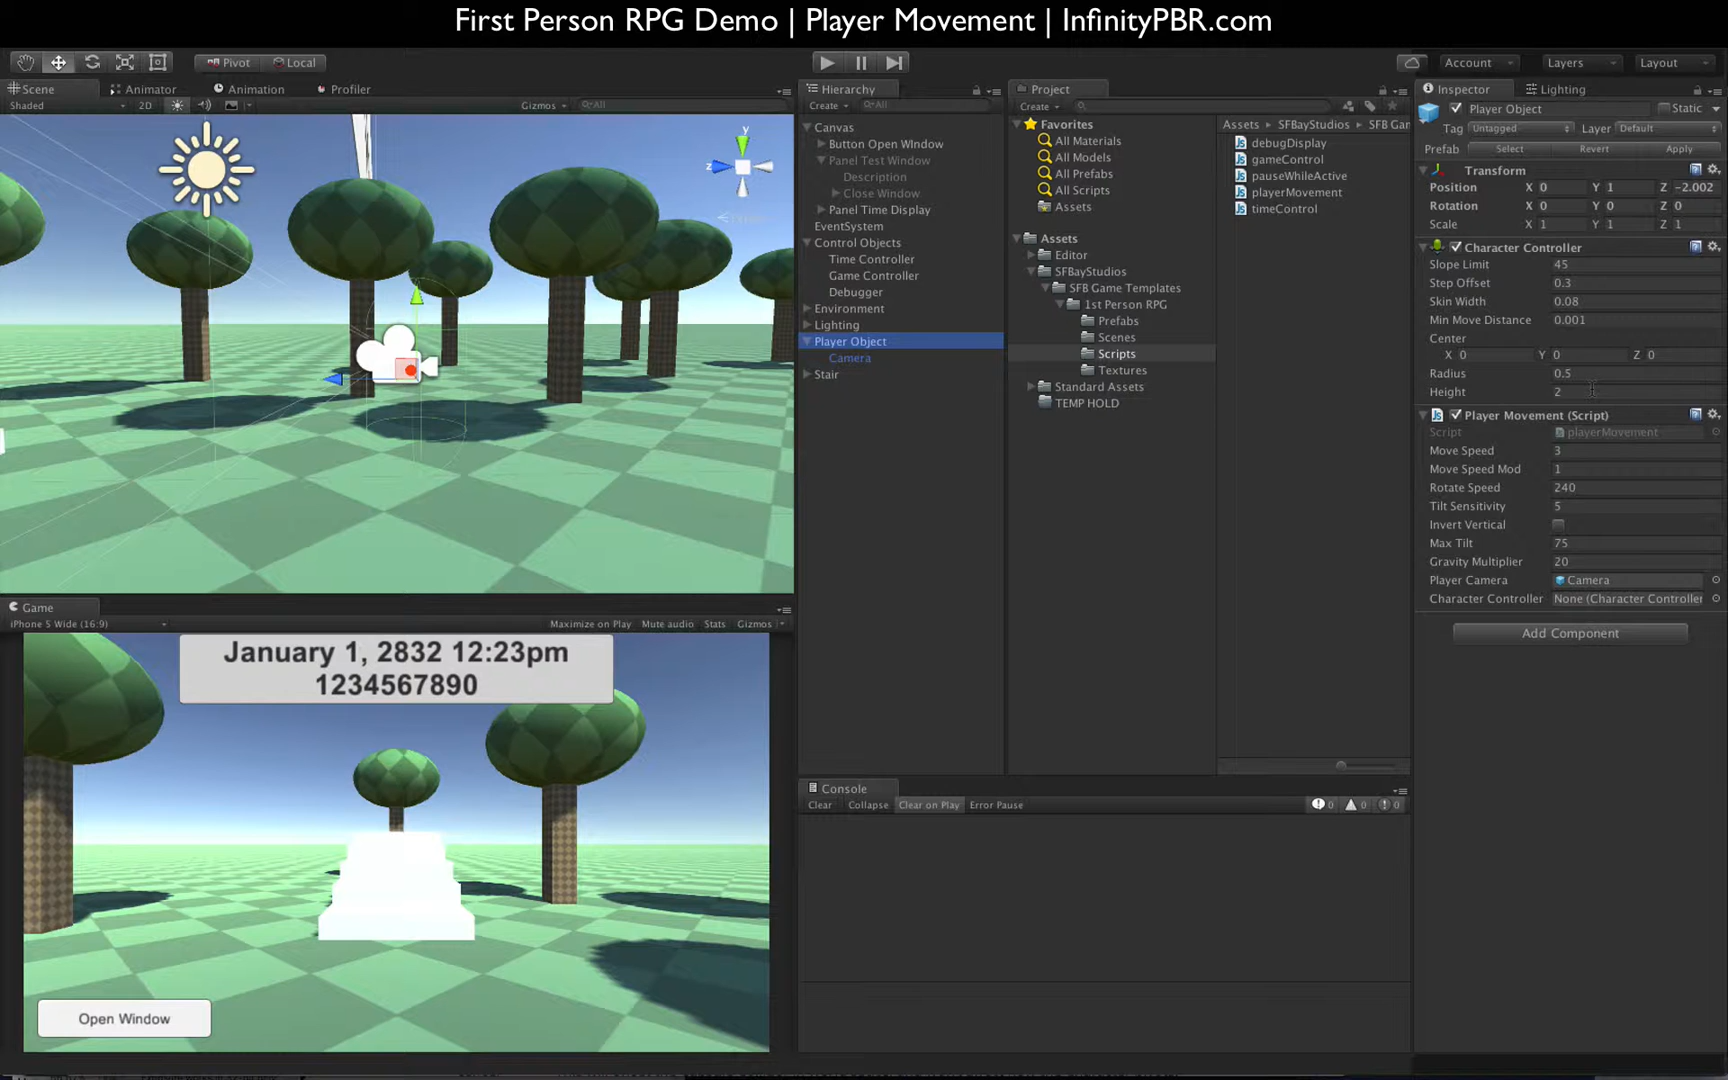 First Person RPG Demo | Player Movement | InfinityPBR.com
Pivot Local
Account Layers Layout
Scene Animator Animation Profiler
Shaded 2D Gizmos All
y
z
Game
iPhone 5 Wide (16:9) Maximize on Play Mute audio Stats Gizmos
January 1, 2832 12:23pm
1234567890
Open Window
Hierarchy
Create All
Canvas
Button Open WIndow
Panel Test Window
Description
Close Window
Panel Time Display
EventSystem
Control Objects
Time Controller
Game Controller
Debugger
Environment
Lighting
Player Object
Camera
Stair
Project
Create
Favorites
All Materials
All Models
All Prefabs
All Scripts
Assets
Assets
Editor
SFBayStudios
SFB Game Templates
1st Person RPG
Prefabs
Scenes
Scripts
Textures
Standard Assets
TEMP HOLD
Assets SFBayStudios SFB Gam
debugDisplay
gameControl
pauseWhileActive
playerMovement
timeControl
Console
Clear Collapse Clear on Play Error Pause 0 0 0
Inspector Lighting
Player Object Static
Tag Untagged Layer Default
Prefab Select Revert Apply
Transform
Position X 0 Y 1 Z -2.002
Rotation X 0 Y 0 Z 0
Scale X 1 Y 1 Z 1
Character Controller
Slope Limit 45
Step Offset 0.3
Skin Width 0.08
Min Move Distance 0.001
Center
X 0 Y 0 Z 0
Radius 0.5
Height 2
Player Movement (Script)
Script playerMovement
Move Speed 3
Move Speed Mod 1
Rotate Speed 240
Tilt Sensitivity 5
Invert Vertical
Max Tilt 75
Gravity Multiplier 20
Player Camera Camera
Character Controller None (Character Controller
Add Component